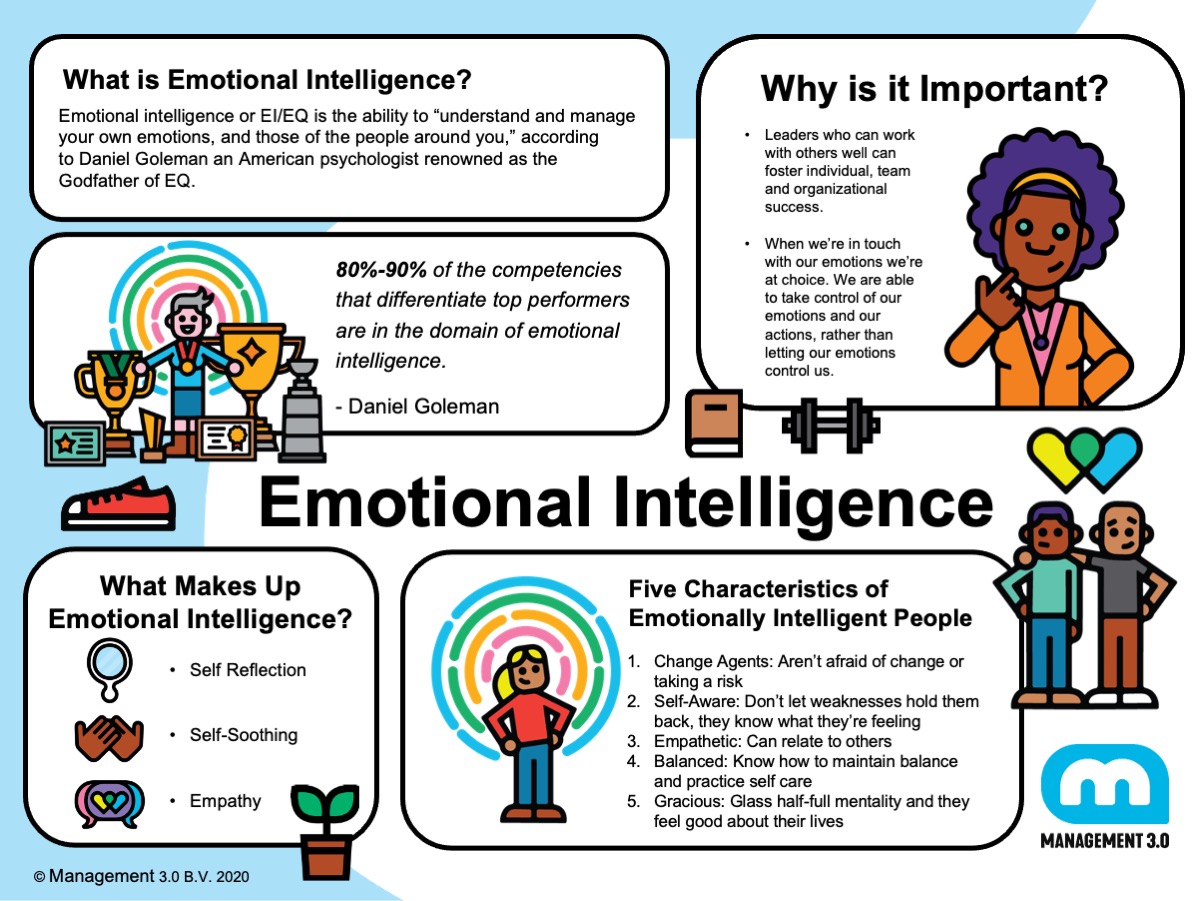 What is Emotional Intelligence?
Emotional intelligence or EI/EQ is the ability to “understand and manage
your own emotions, and those of the people around you,” according
to Daniel Goleman an American psychologist renowned as the
Godfather of EQ.
80%-90% of the competencies
that differentiate top performers
are in the domain of emotional
intelligence.
- Daniel Goleman
Why is it Important?
• Leaders who can work
with others well can
foster individual, team
and organizational
success.
• When we’re in touch
with our emotions we’re
at choice. We are able
to take control of our
emotions and our
actions, rather than
letting our emotions
control us.
Emotional Intelligence
What Makes Up
Emotional Intelligence?
• Self Reflection
• Self-Soothing
• Empathy
Five Characteristics of
Emotionally Intelligent People
1. Change Agents: Aren’t afraid of change or
taking a risk
2. Self-Aware: Don’t let weaknesses hold them
back, they know what they’re feeling
3. Empathetic: Can relate to others
4. Balanced: Know how to maintain balance
and practice self care
5. Gracious: Glass half-full mentality and they
feel good about their lives
m
MANAGEMENT 3.0
© Management 3.0 B.V. 2020